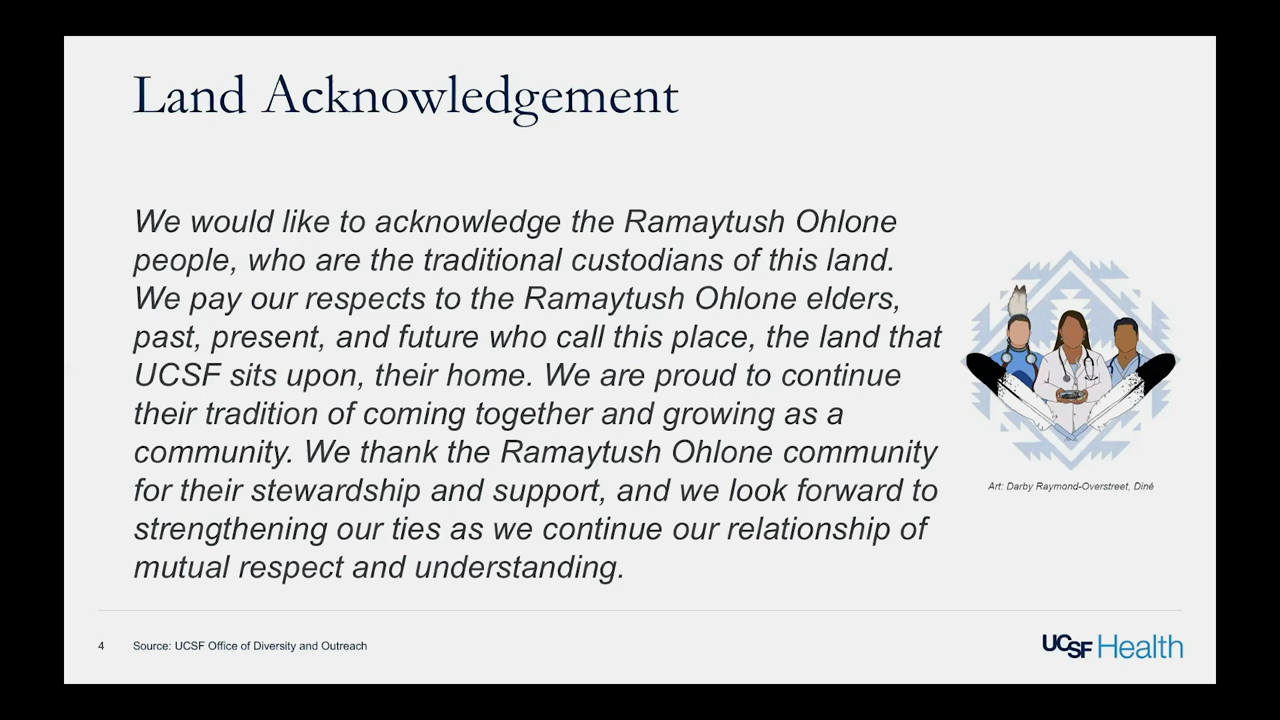 Land Acknowledgement
We would like to acknowledge the Ramaytush Ohlone
people, who are the traditional custodians of this land.
We pay our respects to the Ramaytush Ohlone elders,
past, present, and future who call this place, the land that
UCSF sits upon, their home. We are proud to continue
their tradition of coming together and growing as a
community. We thank the Ramaytush Ohlone community
for their stewardship and support, and we look forward to
strengthening our ties as we continue our relationship of
mutual respect and understanding.
Art: Darby Raymond-Overstreet, Diné
4 Source: UCSF Office of Diversity and Outreach
UCSF Health